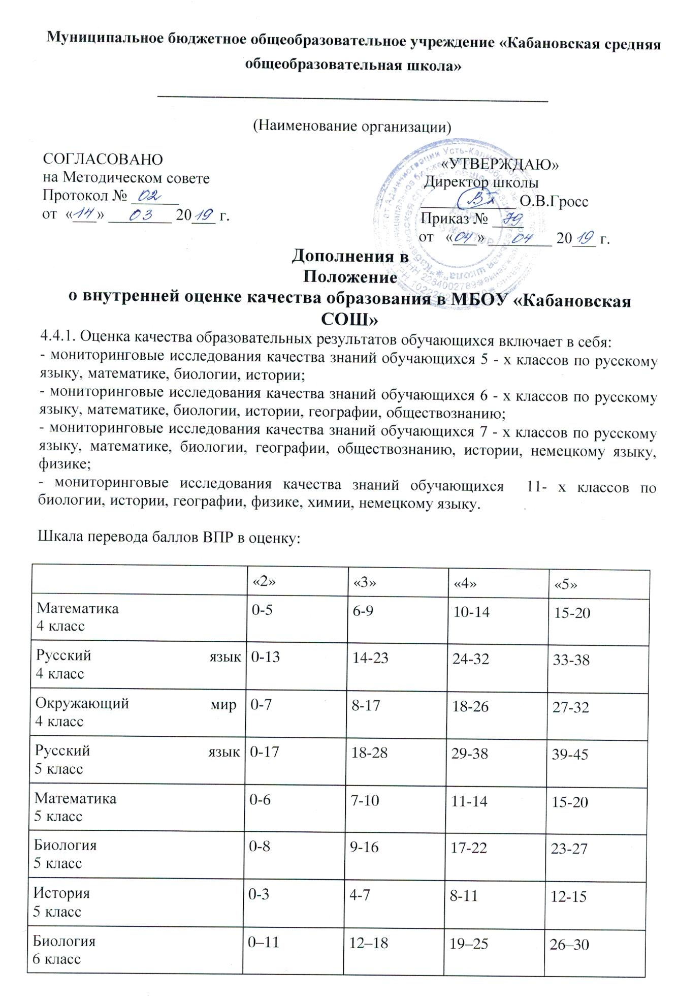 Муниципальное бюджетное общеобразовательное учреждение «Кабановская средняя
общеобразовательная школа»
(Наименование организации)
СОГЛАСОВАНО
на Методическом совете
Протокол № 02
от «14» 03 2019 г.
«УТВЕРЖДАЮ»
Директор школы
О.В.Гросс
Приказ № 79
от «04» 04 2019 г.
Дополнения в
Положение
о внутренней оценке качества образования в МБОУ «Кабановская
СОШ»
4.4.1. Оценка качества образовательных результатов обучающихся включает в себя:
- мониторинговые исследования качества знаний обучающихся 5 - х классов по русскому
языку, математике, биологии, истории;
- мониторинговые исследования качества знаний обучающихся 6 - х классов по русскому
языку, математике, биологии, истории, географии, обществознанию;
- мониторинговые исследования качества знаний обучающихся 7 - х классов по русскому
языку, математике, биологии, географии, обществознанию, истории, немецкому языку,
физике;
- мониторинговые исследования качества знаний обучающихся 11- х классов по
биологии, истории, географии, физике, химии, немецкому языку.
Шкала перевода баллов ВПР в оценку:
«2» «3» «4» «5»
Математика 0-5 6-9 10-14 15-20
4 класс
Русский язык 0-13 14-23 24-32 33-38
4 класс
Окружающий мир 0-7 8-17 18-26 27-32
4 класс
Русский язык 0-17 18-28 29-38 39-45
5 класс
Математика 0-6 7-10 11-14 15-20
5 класс
Биология 0-8 9-16 17-22 23-27
5 класс
История 0-3 4-7 8-11 12-15
5 класс
Биология 0–11 12–18 19–25 26–30
6 класс